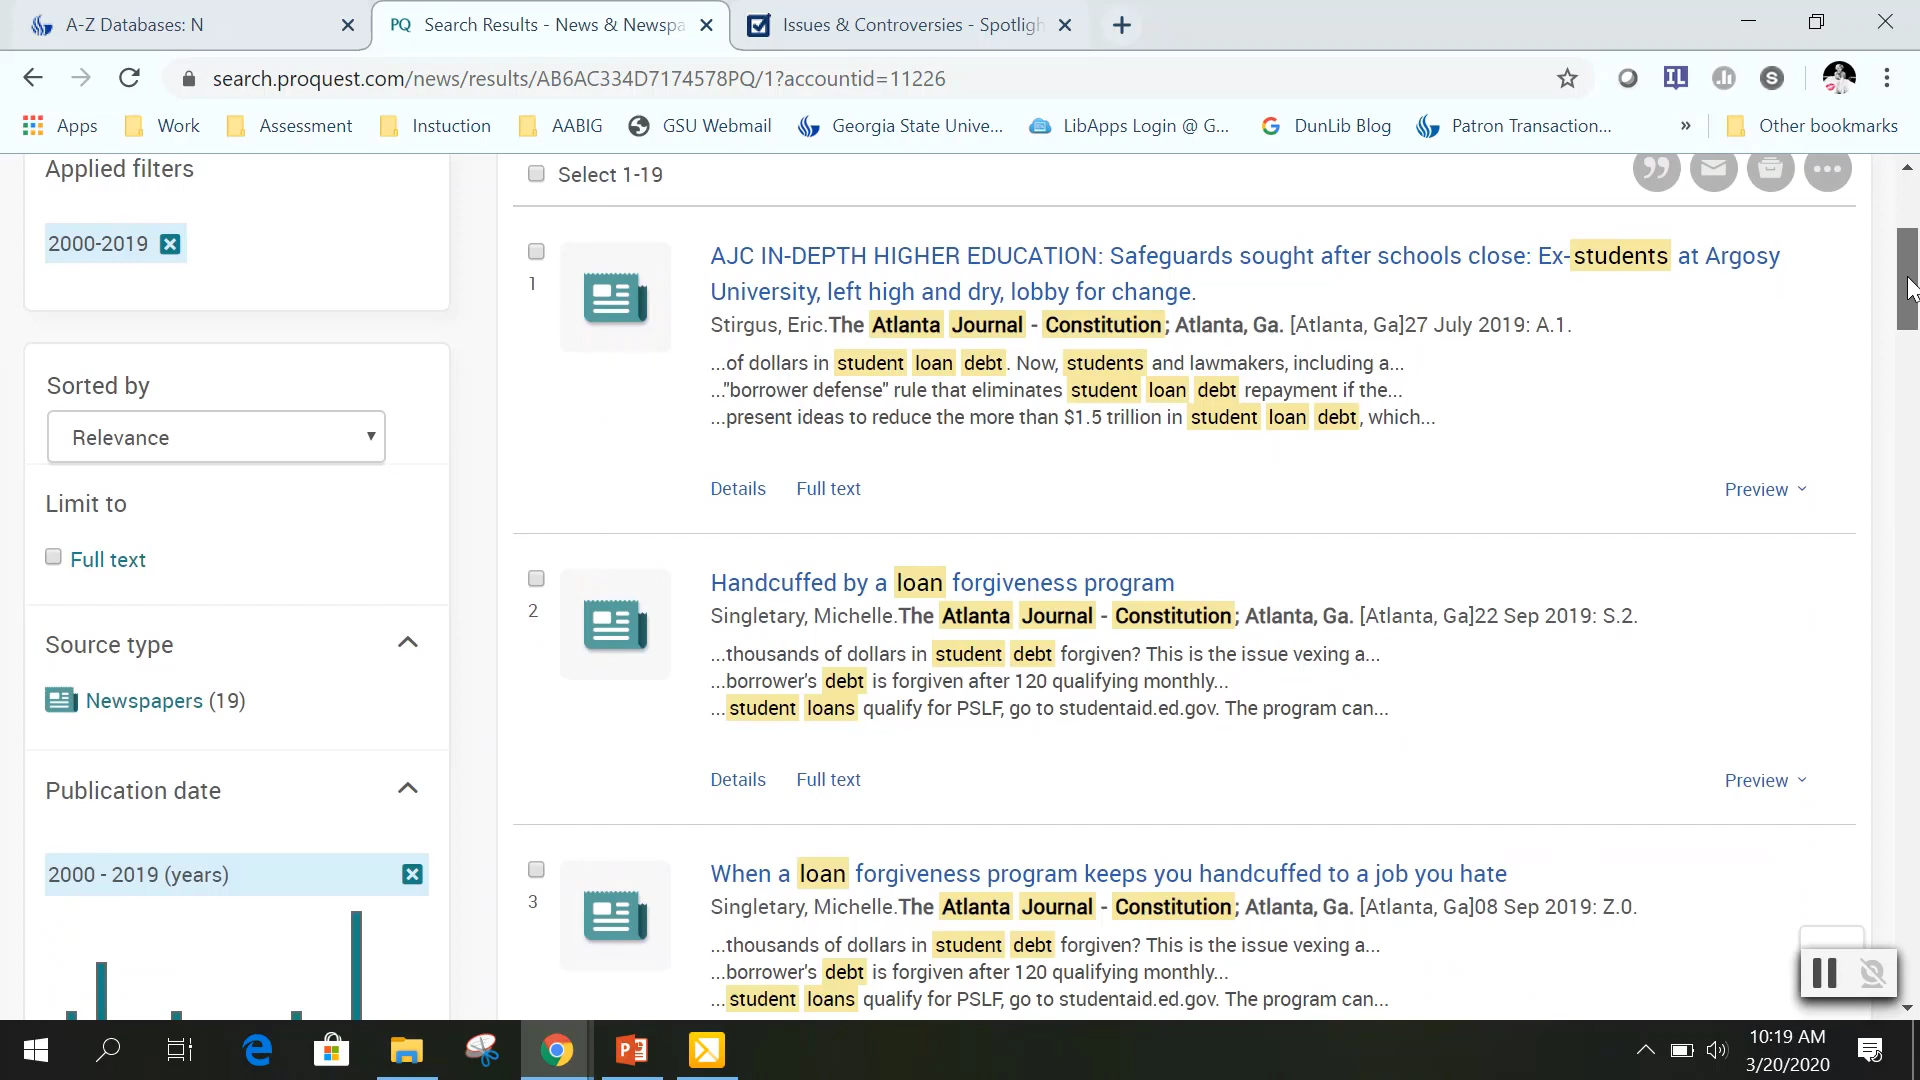 A-Z Databases: N
PQ Search Results - News & Newspa
Issues & Controversies - Spotligh
search.proquest.com/news/results/AB6AC334D7174578PQ/1?accountid=11226
IL
S
Apps
Work
Assessment
Instuction
AABIG
GSU Webmail
Georgia State Unive...
LibApps Login @ G...
DunLib Blog
Patron Transaction...
»
Other bookmarks
Applied filters
2000-2019
Sorted by
Relevance
Limit to
Full text
Source type
Newspapers (19)
Publication date
2000 - 2019 (years)
Select 1-19
1
AJC IN-DEPTH HIGHER EDUCATION: Safeguards sought after schools close: Ex-students at Argosy
University, left high and dry, lobby for change.
Stirgus, Eric.The Atlanta Journal - Constitution; Atlanta, Ga. [Atlanta, Ga]27 July 2019: A.1.
...of dollars in student loan debt. Now, students and lawmakers, including a...
..."borrower defense" rule that eliminates student loan debt repayment if the...
...present ideas to reduce the more than $1.5 trillion in student loan debt, which...
Details Full text
Preview
2
Handcuffed by a loan forgiveness program
Singletary, Michelle.The Atlanta Journal - Constitution; Atlanta, Ga. [Atlanta, Ga]22 Sep 2019: S.2.
...thousands of dollars in student debt forgiven? This is the issue vexing a...
...borrower's debt is forgiven after 120 qualifying monthly...
...student loans qualify for PSLF, go to studentaid.ed.gov. The program can...
Details Full text
Preview
3
When a loan forgiveness program keeps you handcuffed to a job you hate
Singletary, Michelle.The Atlanta Journal - Constitution; Atlanta, Ga. [Atlanta, Ga]08 Sep 2019: Z.0.
...thousands of dollars in student debt forgiven? This is the issue vexing a...
...borrower's debt is forgiven after 120 qualifying monthly...
...student loans qualify for PSLF, go to studentaid.ed.gov. The program can...
10:19 AM
3/20/2020